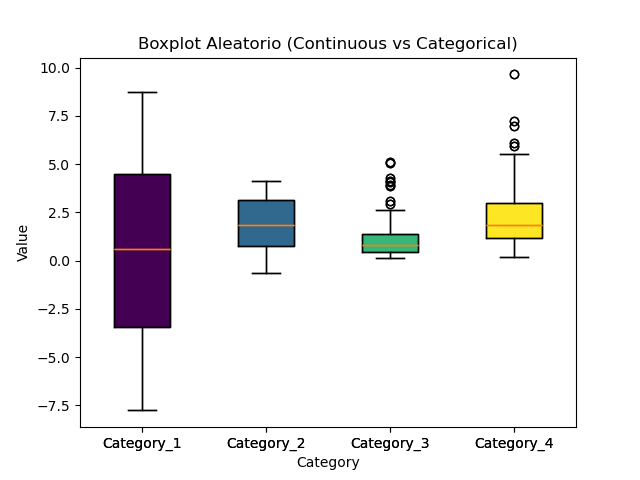 Boxplot Aleatorio (Continuous vs Categorical)
10.0
7.5
5.0
2.5
0.0
−2.5
−5.0
−7.5
Value
Category_1 Category_2 Category_3 Category_4
Category